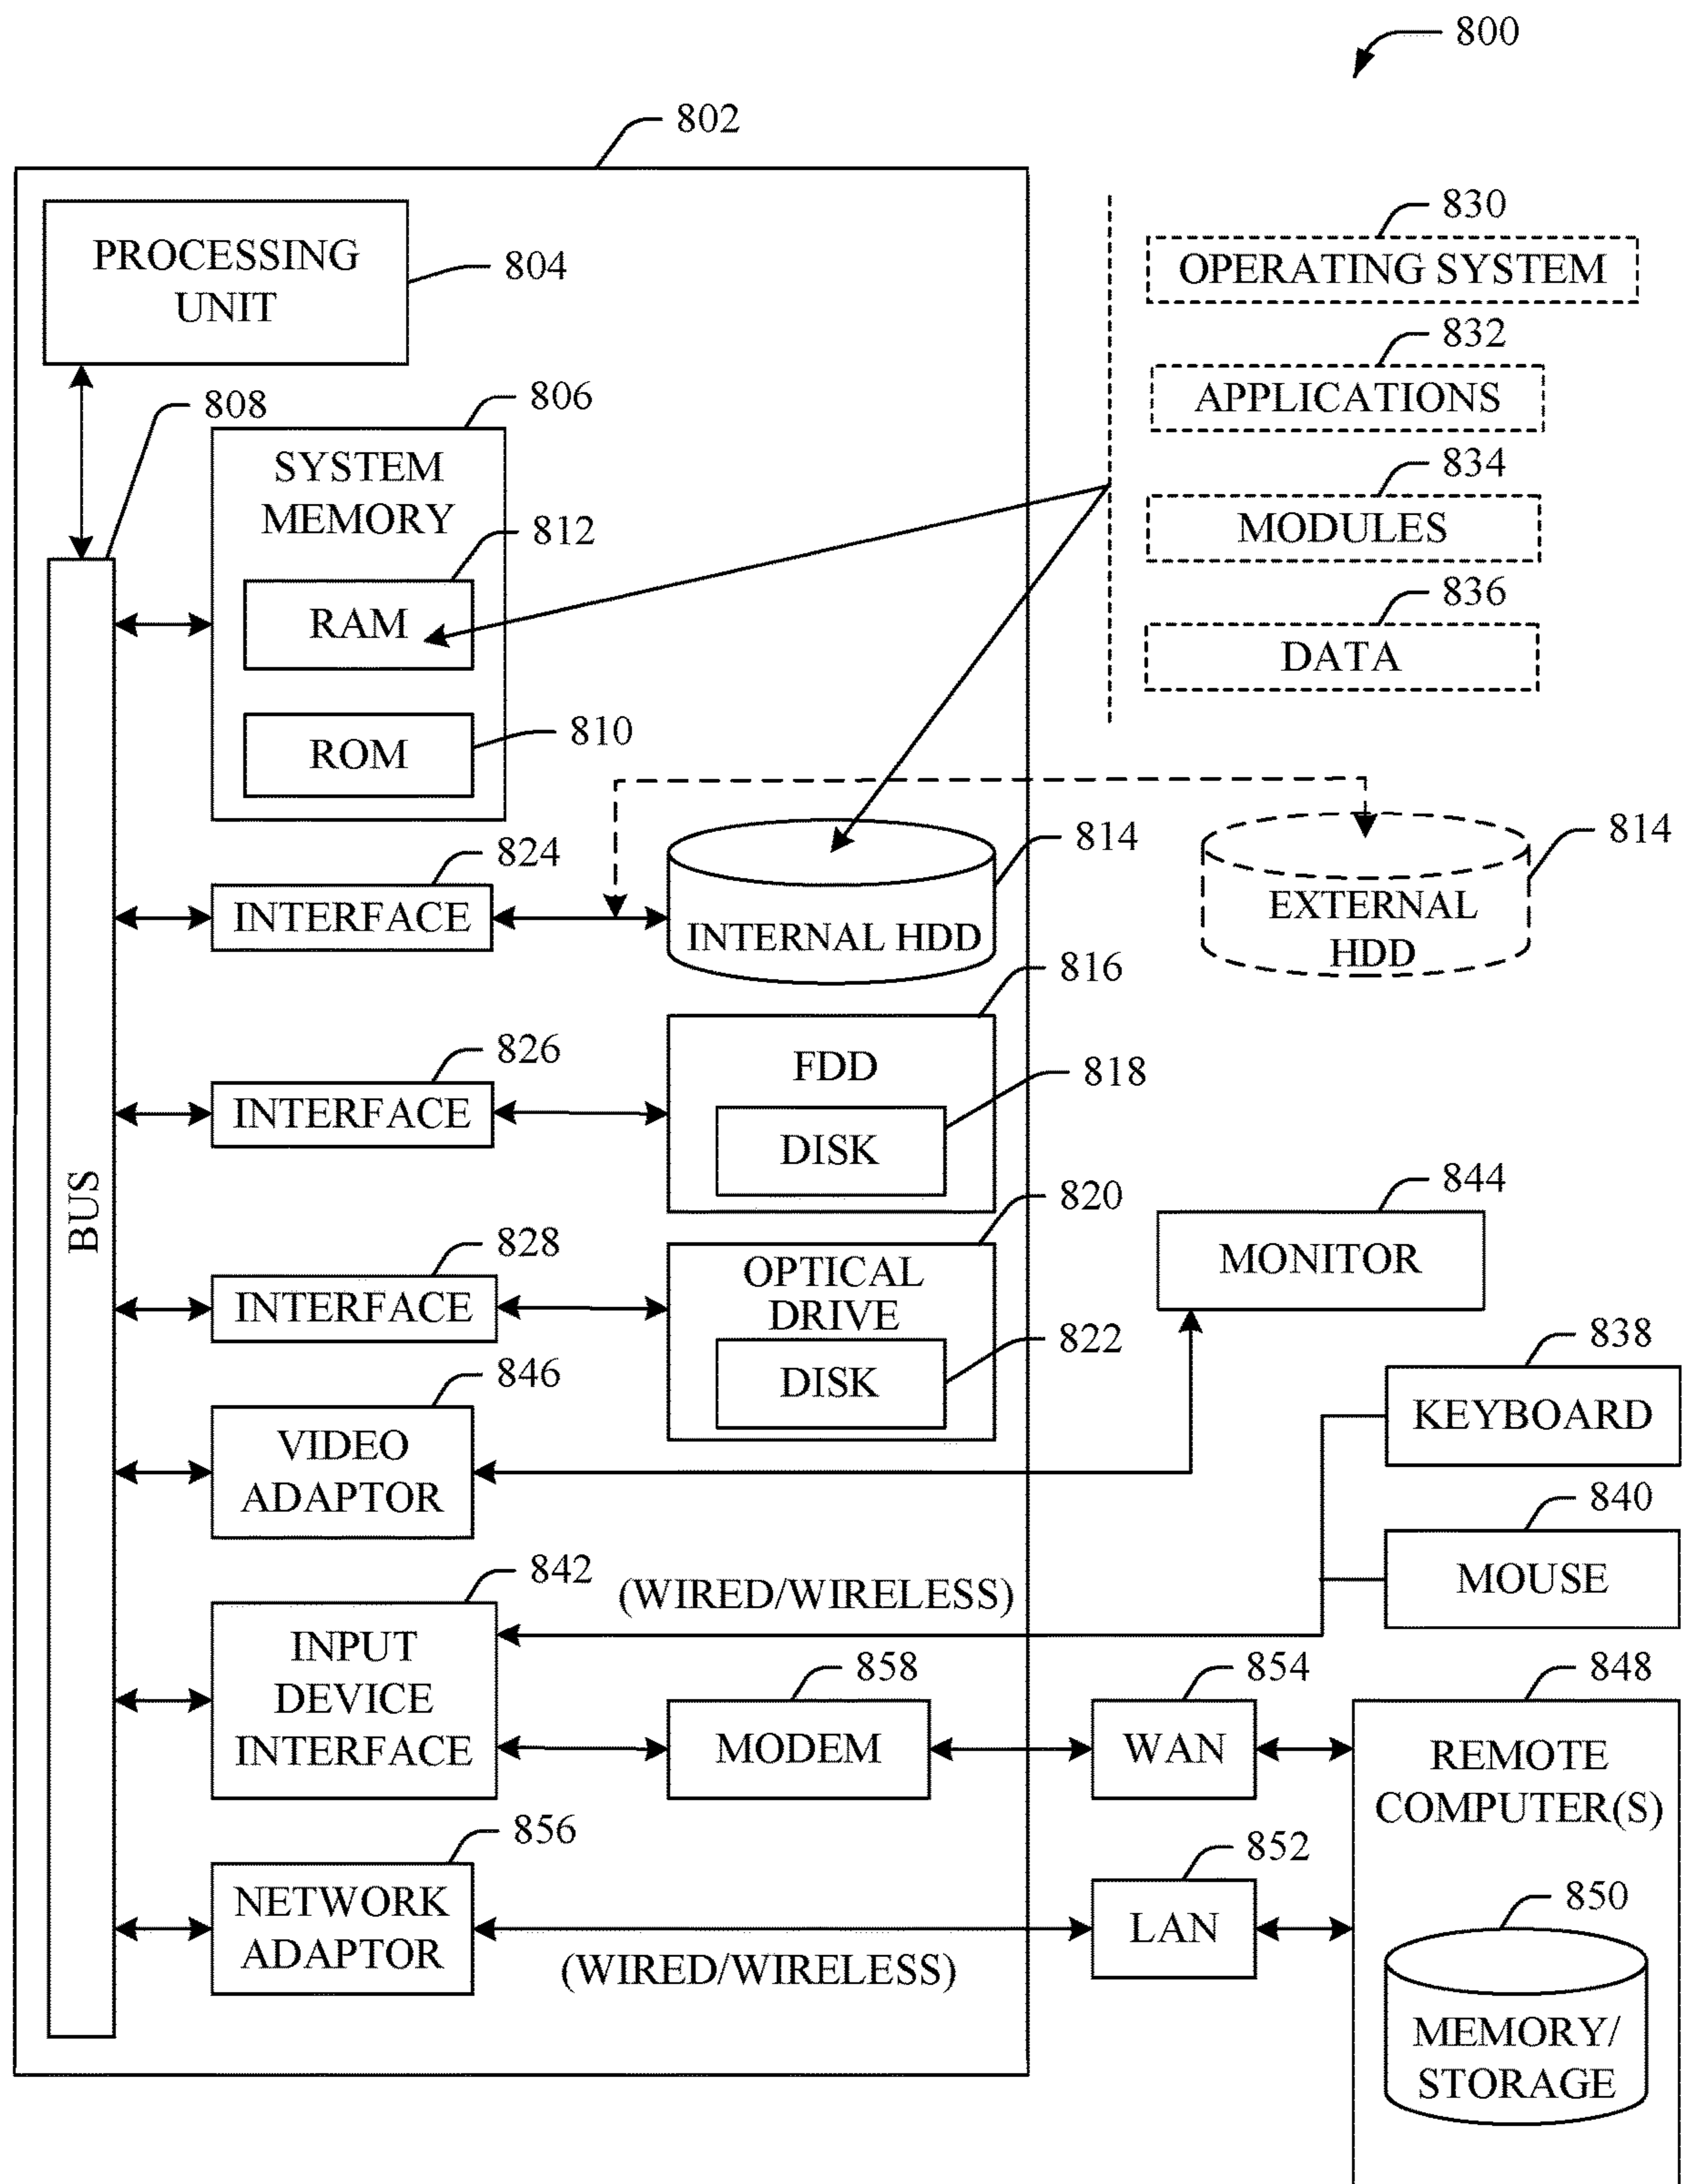 800
802
PROCESSING
UNIT
804
830
OPERATING SYSTEM
832
APPLICATIONS
834
MODULES
836
DATA
808
806
SYSTEM
MEMORY
812
RAM
810
ROM
824
INTERFACE
814
INTERNAL HDD
814
EXTERNAL
HDD
826
INTERFACE
816
FDD
818
DISK
BUS
828
INTERFACE
820
OPTICAL
DRIVE
822
DISK
844
MONITOR
846
VIDEO
ADAPTOR
838
KEYBOARD
840
MOUSE
842
INPUT
DEVICE
INTERFACE
(WIRED/WIRELESS)
858
MODEM
854
WAN
848
REMOTE
COMPUTER(S)
856
NETWORK
ADAPTOR
(WIRED/WIRELESS)
852
LAN
850
MEMORY/
STORAGE